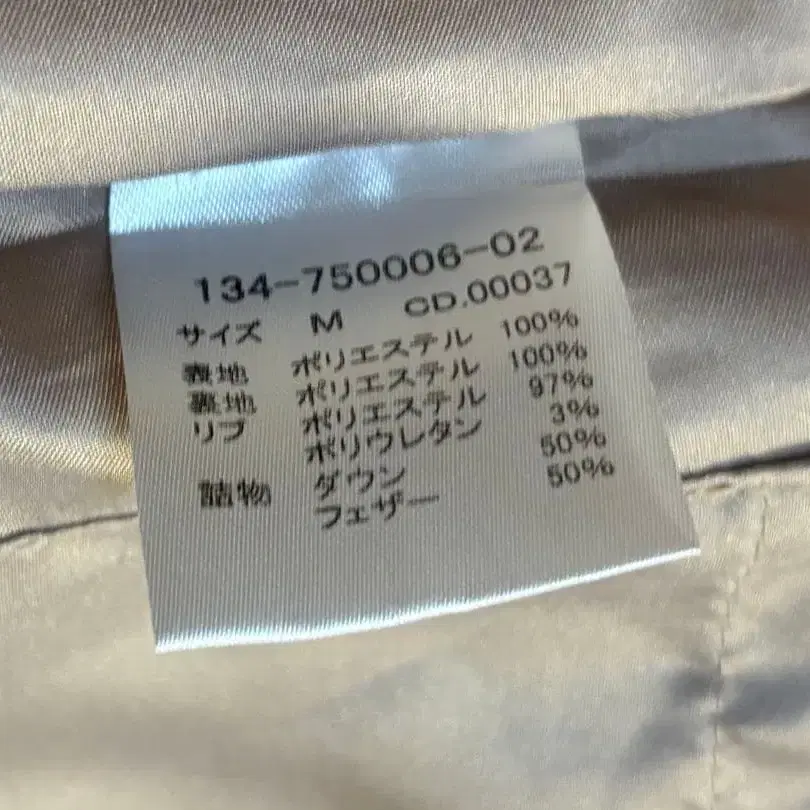 134-750006-02
サイズ M CD.00037
表地 ポリエステル 100%
裏地 ポリエステル 100%
リブ ポリエステル 97%
ポリウレタン 3%
詰物 ダウン 50%
フェザー 50%